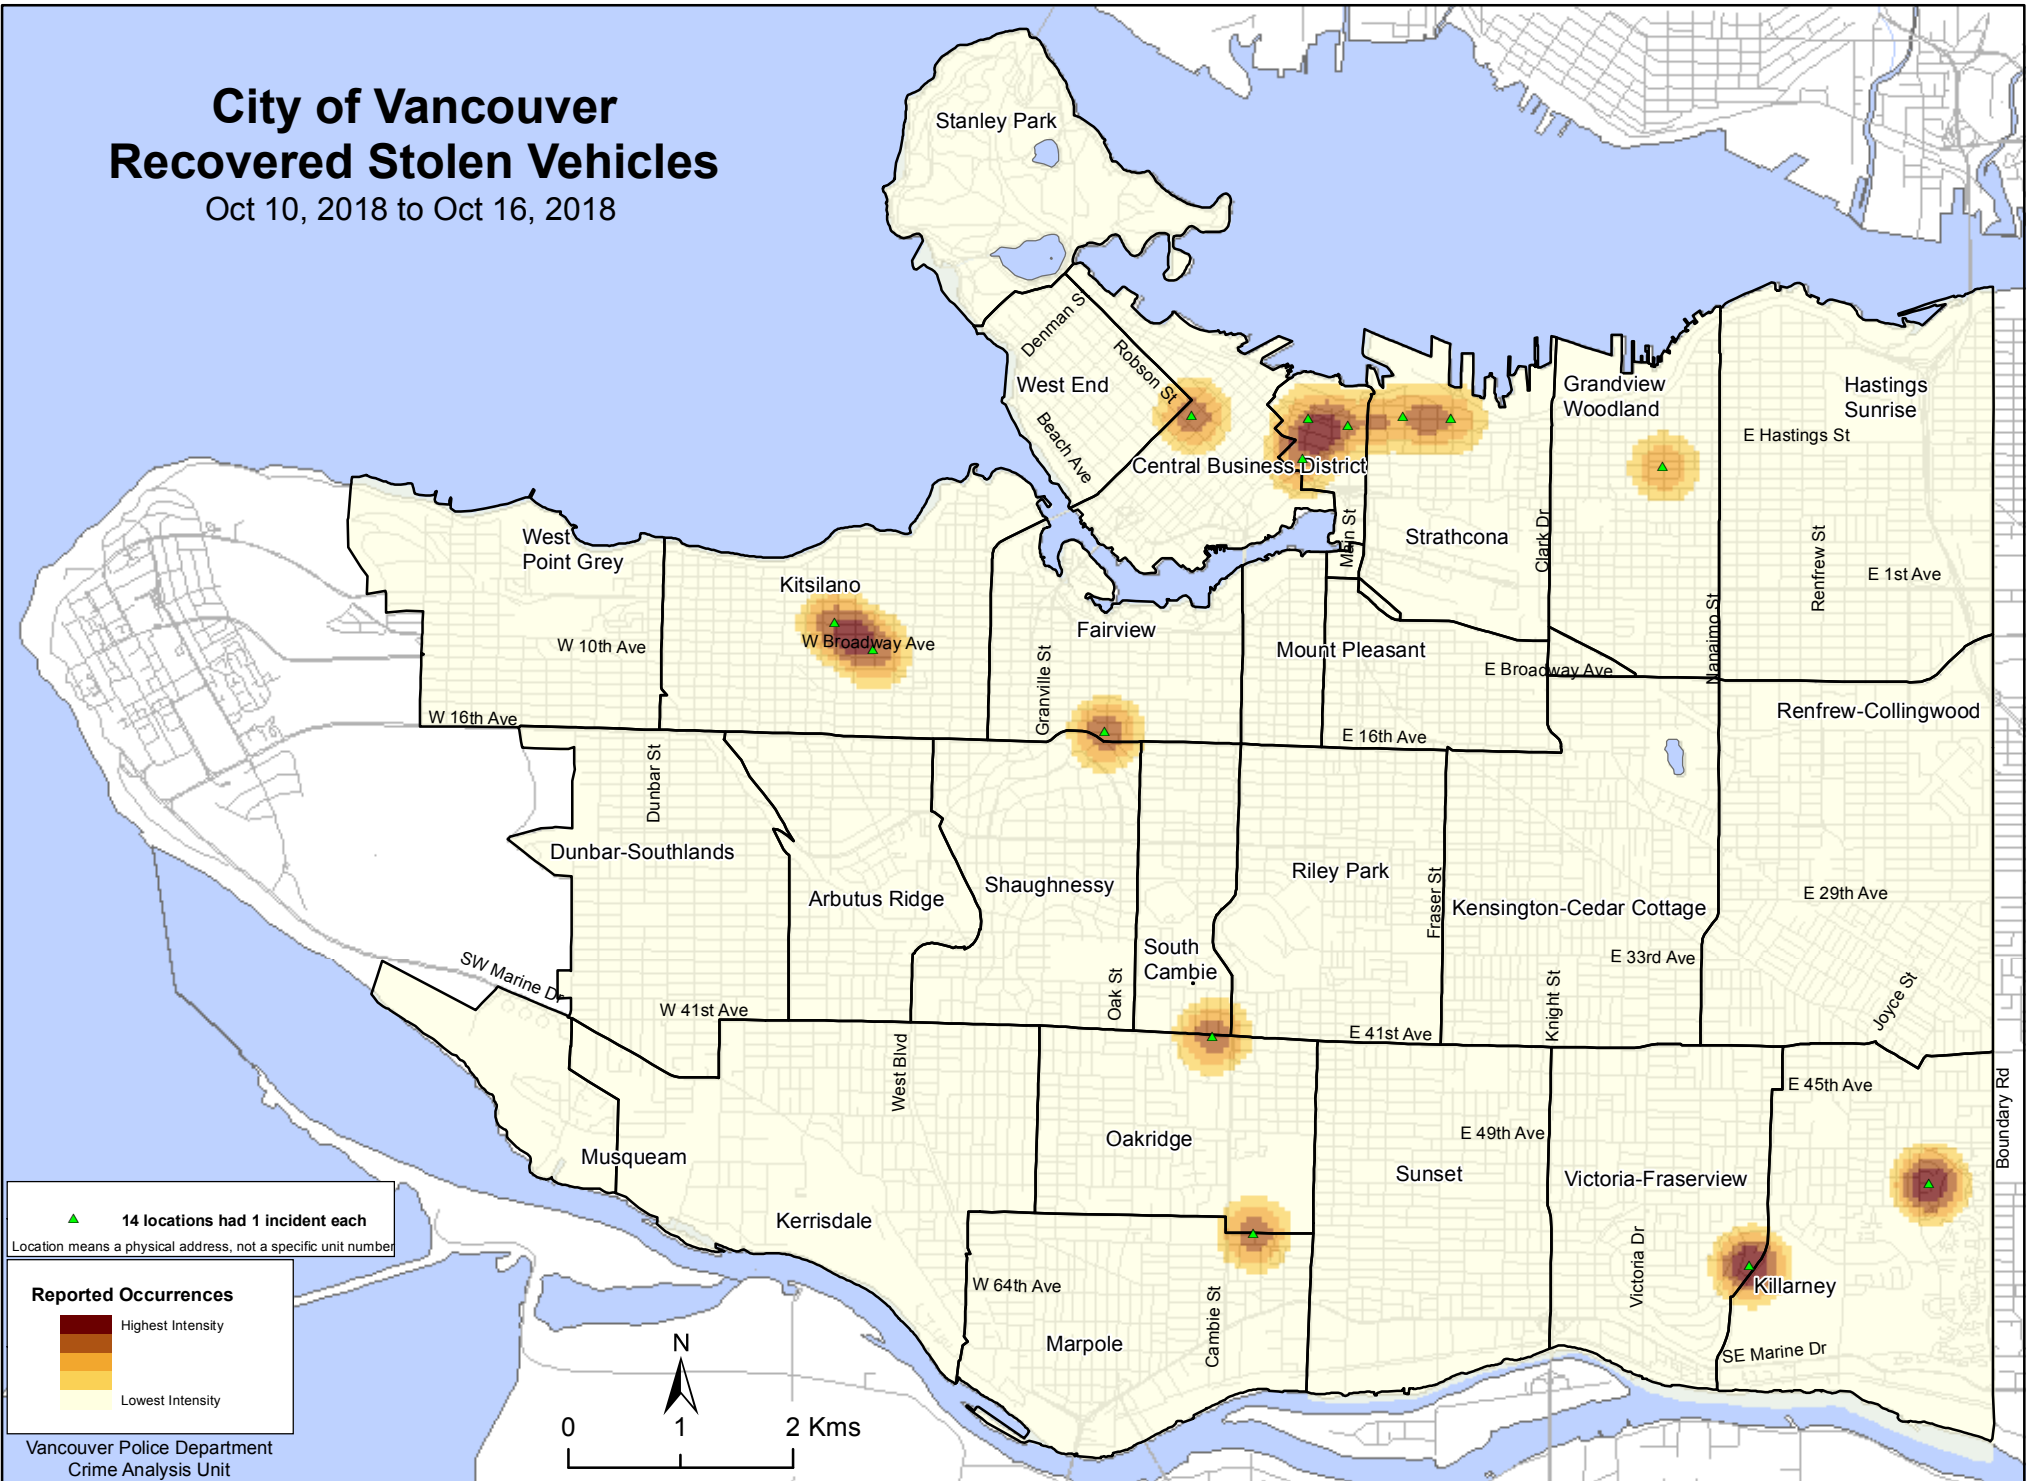 City of Vancouver
Recovered Stolen Vehicles
Oct 10, 2018 to Oct 16, 2018
Stanley Park
Denman S
Robson St
West End
Beach Ave
Central Business District
Grandview
Woodland
Hastings
Sunrise
E Hastings St
West
Point Grey
Kitsilano
Main St
Strathcona
Clark Dr
Renfrew St
E 1st Ave
W 10th Ave
W Broadway Ave
Fairview
Granville St
Mount Pleasant
E Broadway Ave
Nanaimo St
W 16th Ave
E 16th Ave
Renfrew-Collingwood
Dunbar St
Dunbar-Southlands
Arbutus Ridge
Shaughnessy
Riley Park
Fraser St
Kensington-Cedar Cottage
E 29th Ave
South
Cambie
E 33rd Ave
SW Marine Dr
W 41st Ave
Oak St
E 41st Ave
Knight St
Joyce St
West Blvd
E 45th Ave
Boundary Rd
Oakridge
E 49th Ave
Musqueam
Sunset
Victoria-Fraserview
Kerrisdale
W 64th Ave
Cambie St
Victoria Dr
Killarney
Marpole
SE Marine Dr
14 locations had 1 incident each
Location means a physical address, not a specific unit number
Reported Occurrences
Highest Intensity
Lowest Intensity
N
0 1 2 Kms
Vancouver Police Department
Crime Analysis Unit